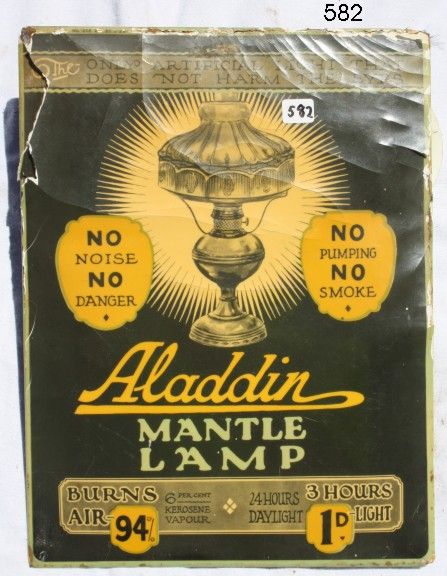 582
The ONLY ARTIFICIAL LIGHT THAT
DOES NOT HARM THE EYES
582
NO
NOISE
NO
DANGER
NO
PUMPING
NO
SMOKE
Aladdin
MANTLE
LAMP
BURNS
AIR-94%
6 PER CENT
KEROSENE
VAPOUR
24 HOURS
DAYLIGHT
3 HOURS
1D-LIGHT